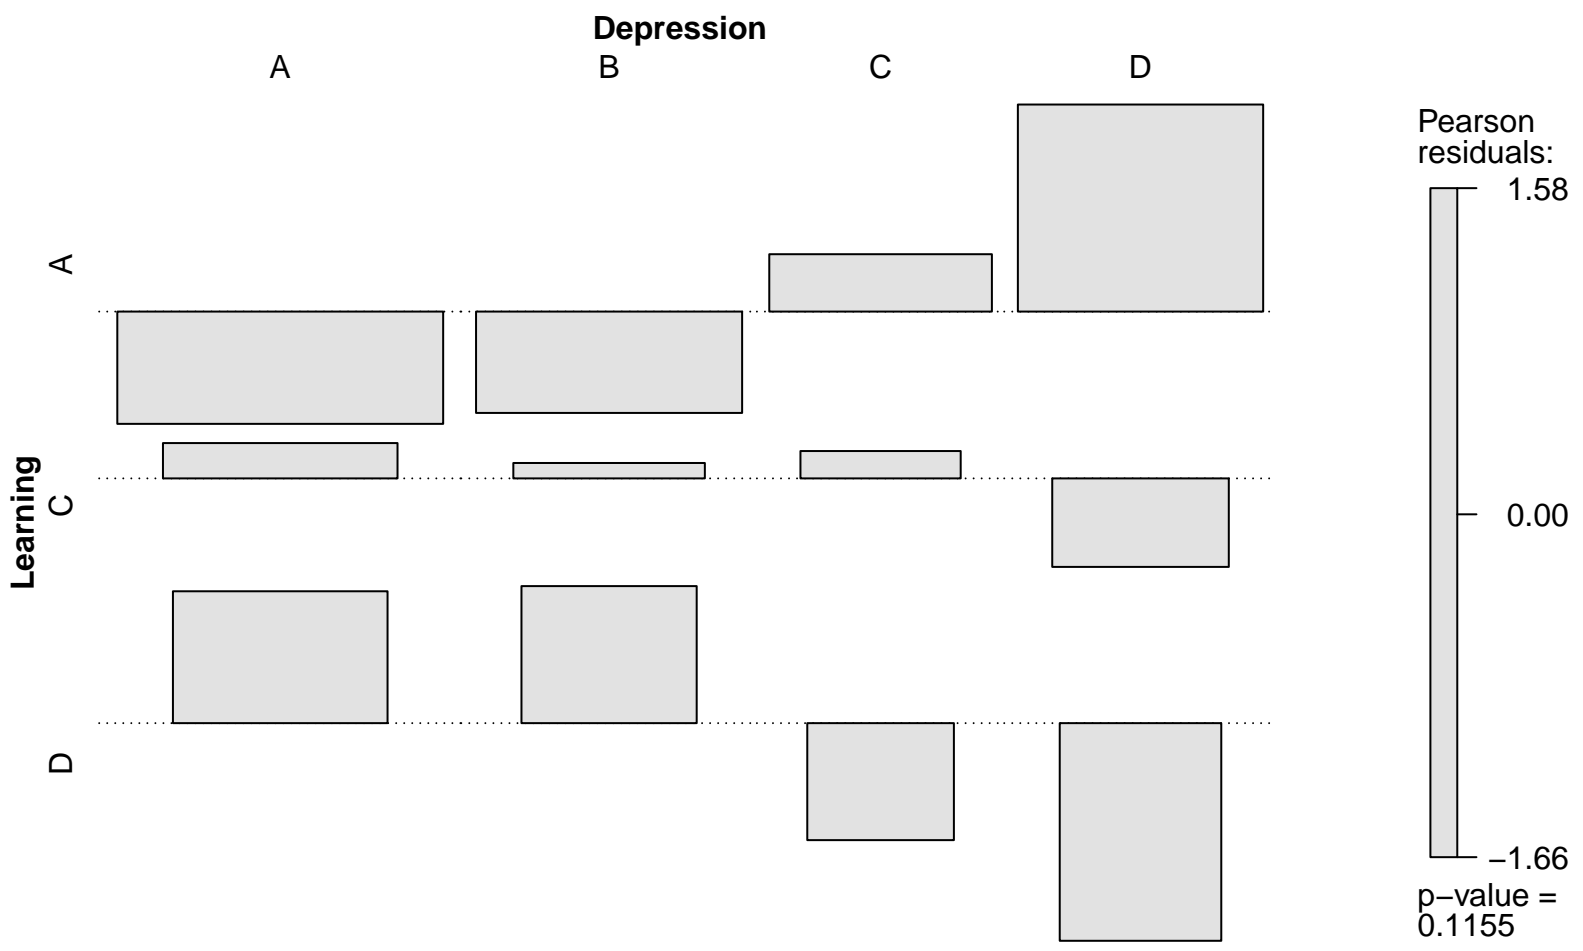 Depression
A B C D
Pearson
residuals:
1.58
A
Learning
C
0.00
D
−1.66
p−value =
0.1155